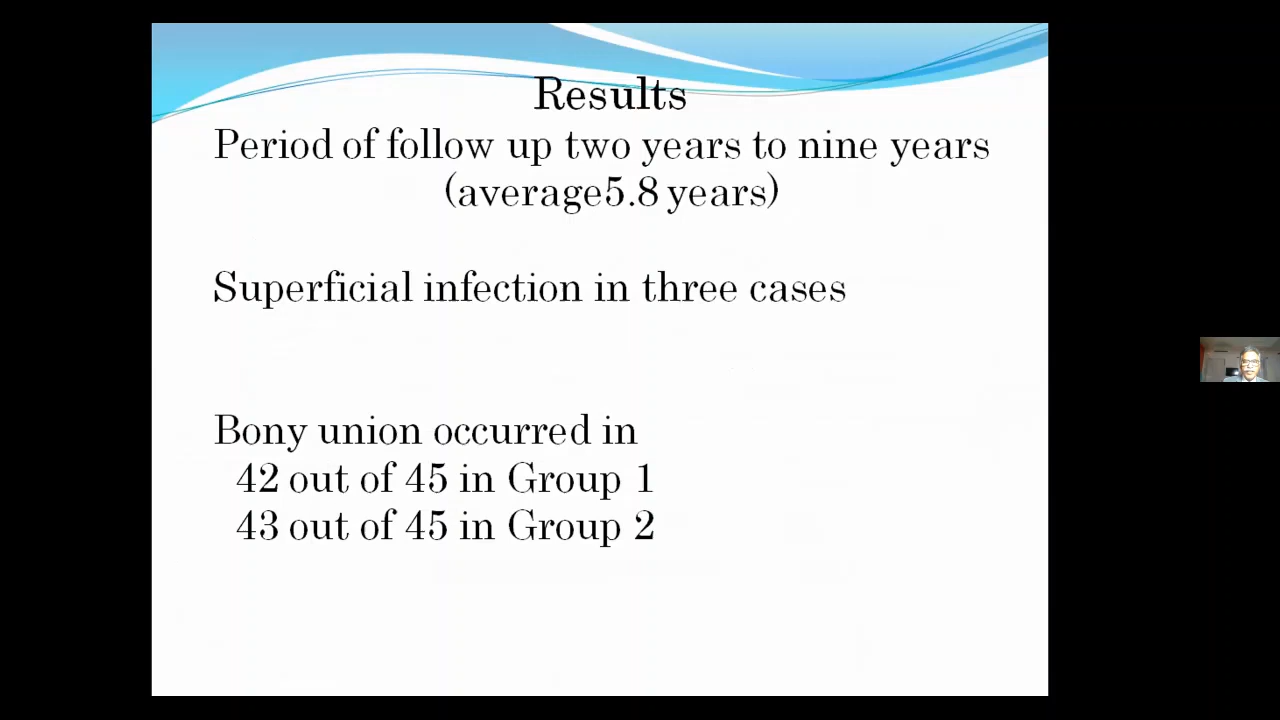 Results
Period of follow up two years to nine years
(average5.8 years)
Superficial infection in three cases
Bony union occurred in
42 out of 45 in Group 1
43 out of 45 in Group 2